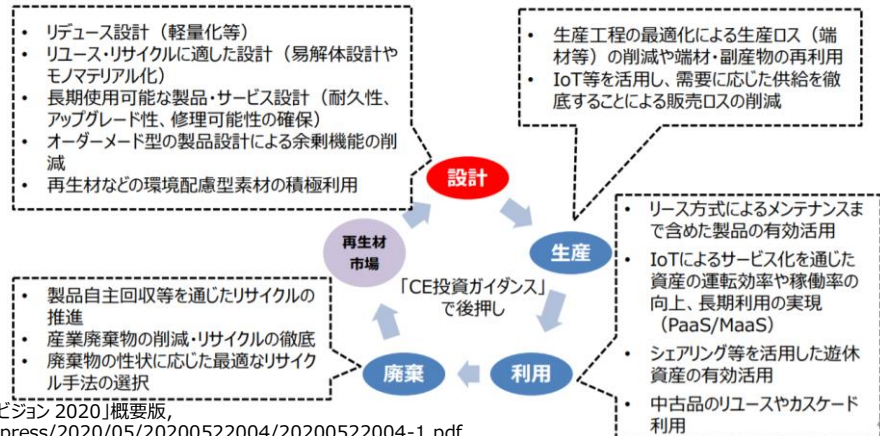 • リデュース設計（軽量化等）
• リユース・リサイクルに適した設計（易解体設計や
モノマテリアル化）
• 長期使用可能な製品・サービス設計（耐久性、
アップグレード性、修理可能性の確保）
• オーダーメード型の製品設計による余剰機能の削
減
• 再生材などの環境配慮型素材の積極利用
• 生産工程の最適化による生産ロス（端
材等）の削減や端材・副産物の再利用
• IoT等を活用し、需要に応じた供給を徹
底することによる販売ロスの削減
設計
再生材
市場
生産
「CE投資ガイダンス」
で後押し
廃棄
利用
• リース方式によるメンテナンスま
で含めた製品の有効活用
• IoTによるサービス化を通じた
資産の運転効率や稼働率の
向上、長期利用の実現
（PaaS/MaaS）
• シェアリング等を活用した遊休
資産の有効活用
• 中古品のリユースやカスケード
利用
• 製品自主回収等を通じたリサイクルの
推進
• 産業廃棄物の削減・リサイクルの徹底
• 廃棄物の性状に応じた最適なリサイク
ル手法の選択
ビジョン 2020」概要版,
press/2020/05/20200522004/20200522004-1.pdf